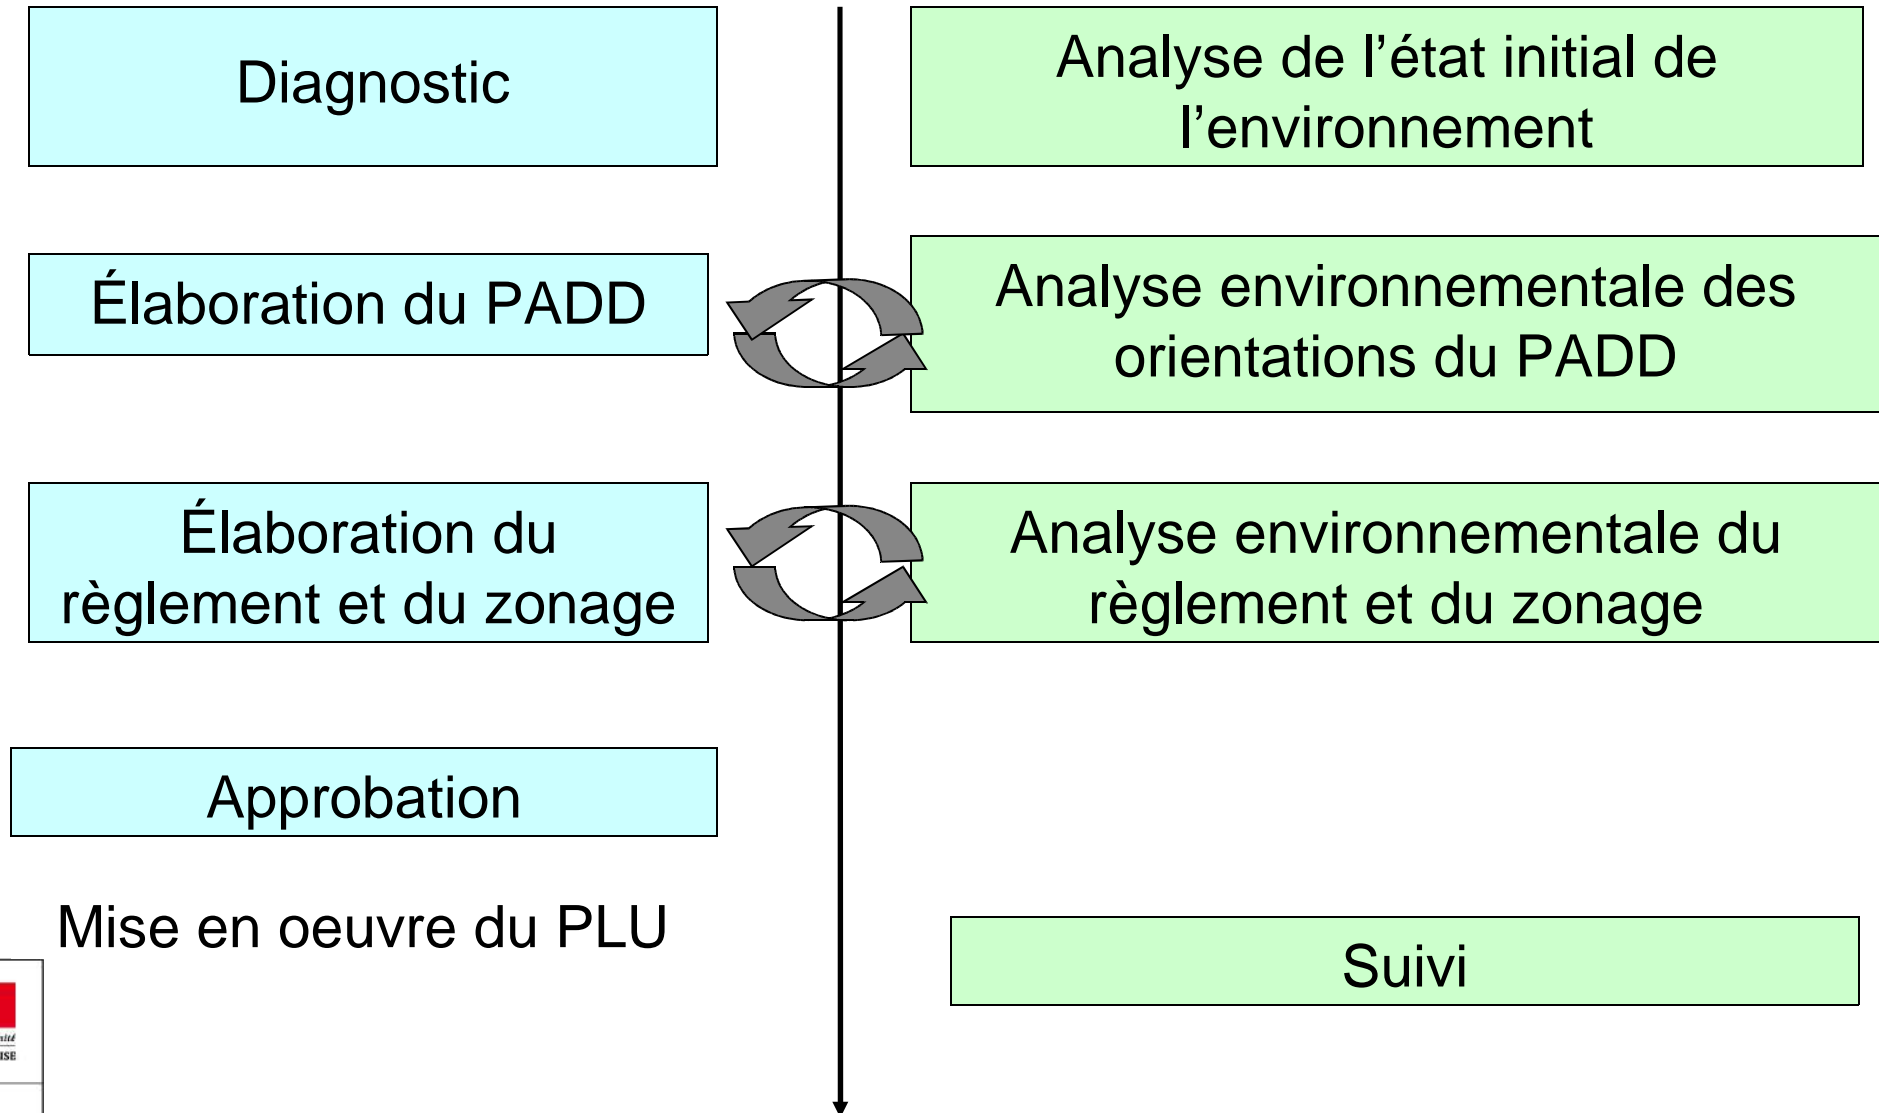 Diagnostic
Analyse de l’état initial de
l’environnement
Élaboration du PADD
Analyse environnementale des
orientations du PADD
Élaboration du
règlement et du zonage
Analyse environnementale du
règlement et du zonage
Approbation
Mise en oeuvre du PLU
Suivi